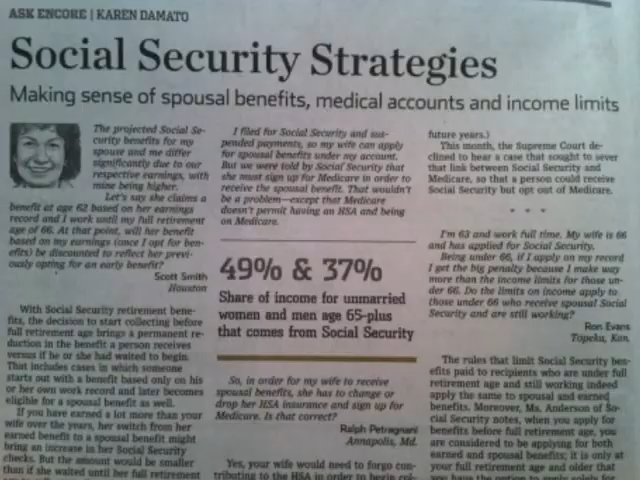 ASK ENCORE | KAREN DAMATO
Social Security Strategies
Making sense of spousal benefits, medical accounts and income limits
The projected Social Se-
curity benefits for my
spouse and me differ
significantly due to our
respective earnings, with
mine being higher.
Let's say she claims a
benefit at age 62 based on her earnings
record and I work until my full retirement
age of 66. At that point, will her benefit
based on my earnings (once I opt for ben-
efits) be discounted to reflect her previ-
ously opting for an early benefit?
Scott Smith
Houston
With Social Security retirement bene-
fits, the decision to start collecting before
full retirement age brings a permanent re-
duction in the benefit a person receives
versus if he or she had waited to begin.
That includes cases in which someone
starts out with a benefit based only on his
or her own work record and later becomes
eligible for a spousal benefit as well.
If you have earned a lot more than your
wife over the years, her switch from her
earned benefit to a spousal benefit might
bring an increase in her Social Security
checks. But the amount would be smaller
than if she waited until her full retirement
I filed for Social Security and sus-
pended payments, so my wife can apply
for spousal benefits under my account.
But we were told by Social Security that
she must sign up for Medicare in order to
receive the spousal benefit. That wouldn't
be a problem—except that Medicare
doesn't permit having an HSA and being
on Medicare.
49% & 37%
Share of income for unmarried
women and men age 65-plus
that comes from Social Security
So, in order for my wife to receive
spousal benefits, she has to change or
drop her HSA insurance and sign up for
Medicare. Is that correct?
Ralph Petragnani
Annapolis, Md.
Yes, your wife would need to forgo con-
tributing to the HSA in order to begin
future years.)
This month, the Supreme Court de-
clined to hear a case that sought to sever
that link between Social Security and
Medicare, so that a person could receive
Social Security but opt out of Medicare.
* * *
I'm 63 and work full time. My wife is 66
and has applied for Social Security.
Being under 66, if I apply on my record
I get the big penalty because I make way
more than the income limits for those un-
der 66. Do the limits on income apply to
those under 66 who receive spousal Social
Security and are still working?
Ron Evans
Topeka, Kan.
The rules that limit Social Security ben-
efits paid to recipients who are under full
retirement age and still working indeed
apply the same to spousal and earned
benefits. Moreover, Ms. Anderson of So-
cial Security notes, when you apply for
benefits before full retirement age, you
are considered to be applying for both
earned and spousal benefits; it is only at
your full retirement age and older that